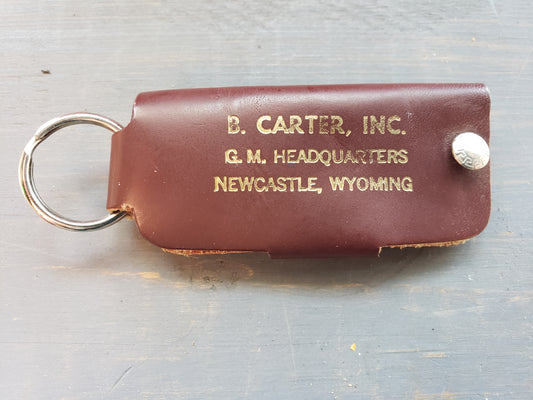 B. CARTER, INC.
G. M. HEADQUARTERS
NEWCASTLE, WYOMING